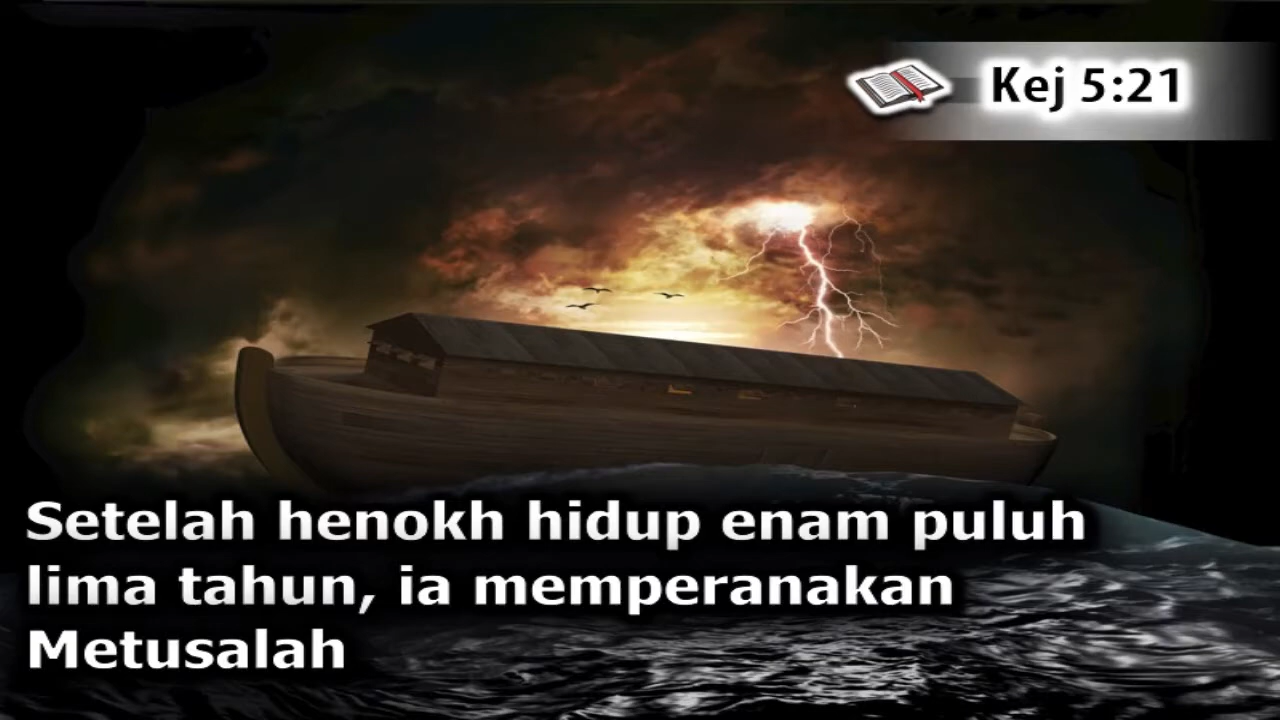 Kej 5:21
Setelah henokh hidup enam puluh
lima tahun, ia memperanakan
Metusalah